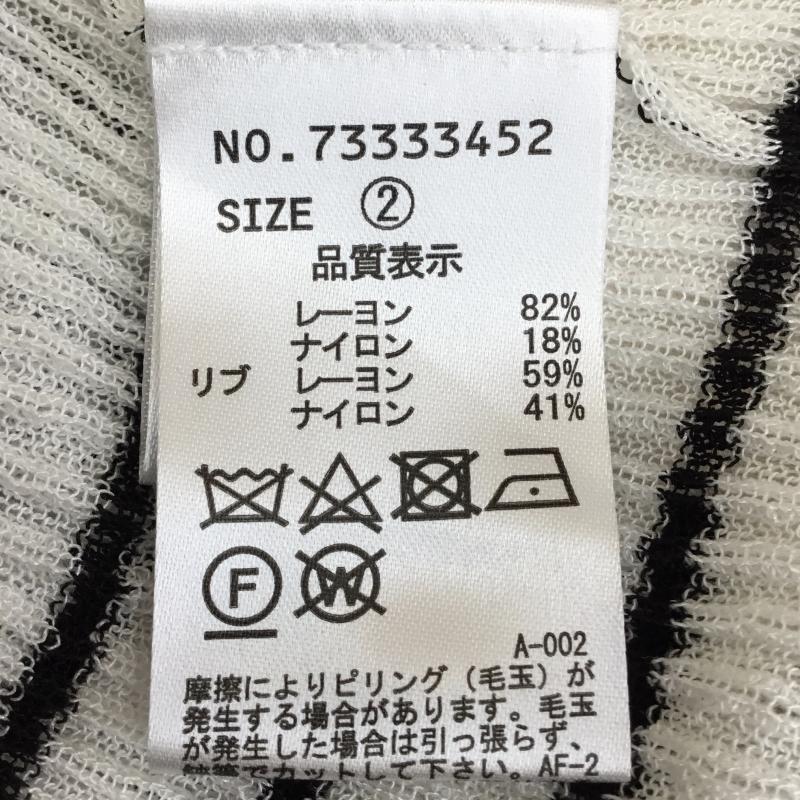 NO.73333452
SIZE ②
品質表示
レーヨン 82%
ナイロン 18%
リブ レーヨン 59%
ナイロン 41%
F W
A-002
摩擦によりピリング（毛玉）が
発生する場合があります。毛玉
が発生した場合は引っ張らず、
でカットして下さい。AF-2